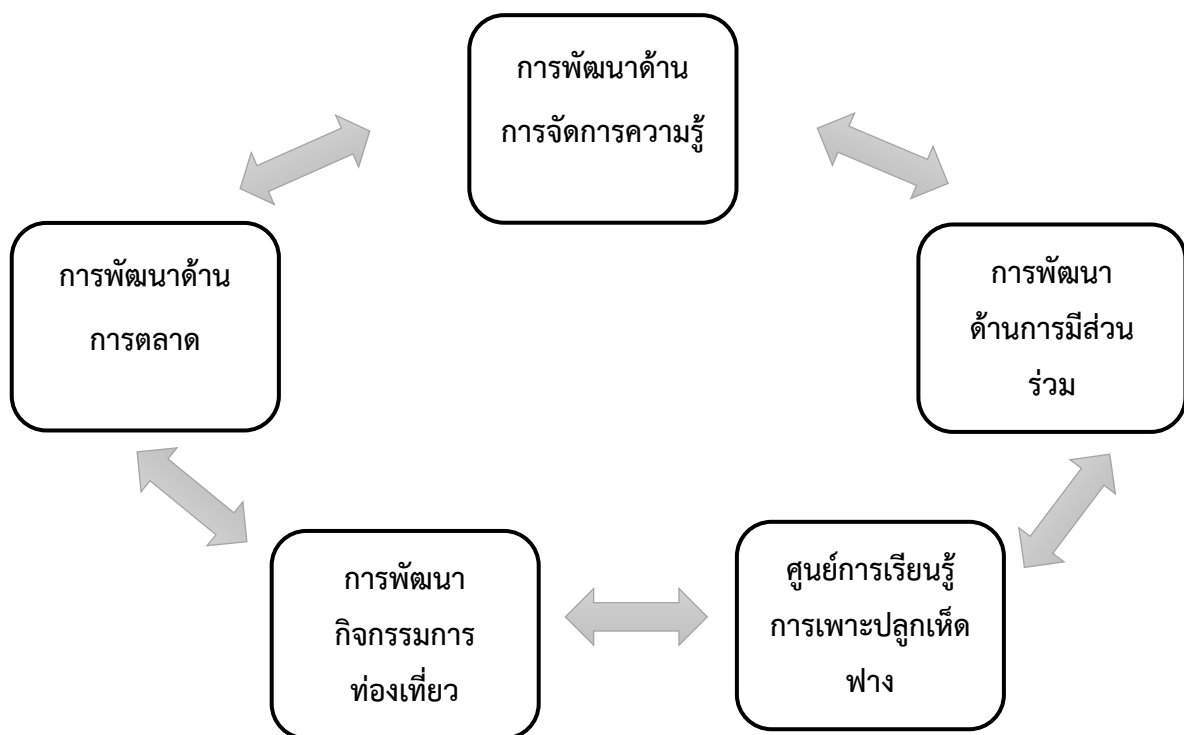 การพัฒนาด้าน
การจัดการความรู้
การพัฒนาด้าน
การตลาด
การพัฒนา
ด้านการมีส่วน
ร่วม
การพัฒนา
กิจกรรมการ
ท่องเที่ยว
ศูนย์การเรียนรู้
การเพาะปลูกเห็ด
ฟาง